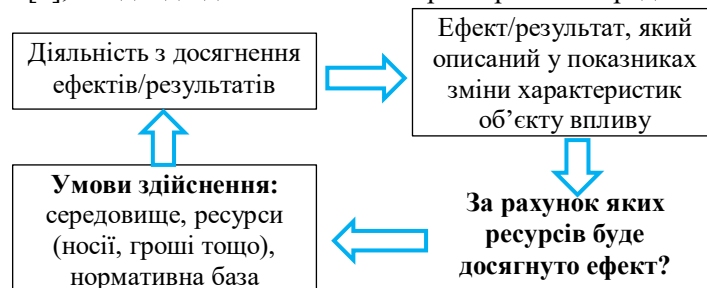 Діяльність з досягнення
ефектів/результатів
Ефект/результат, який
описаний у показниках
зміни характеристик
об’єкту впливу
Умови здійснення:
середовище, ресурси
(носії, гроші тощо),
нормативна база
За рахунок яких
ресурсів буде
досягнуто ефект?